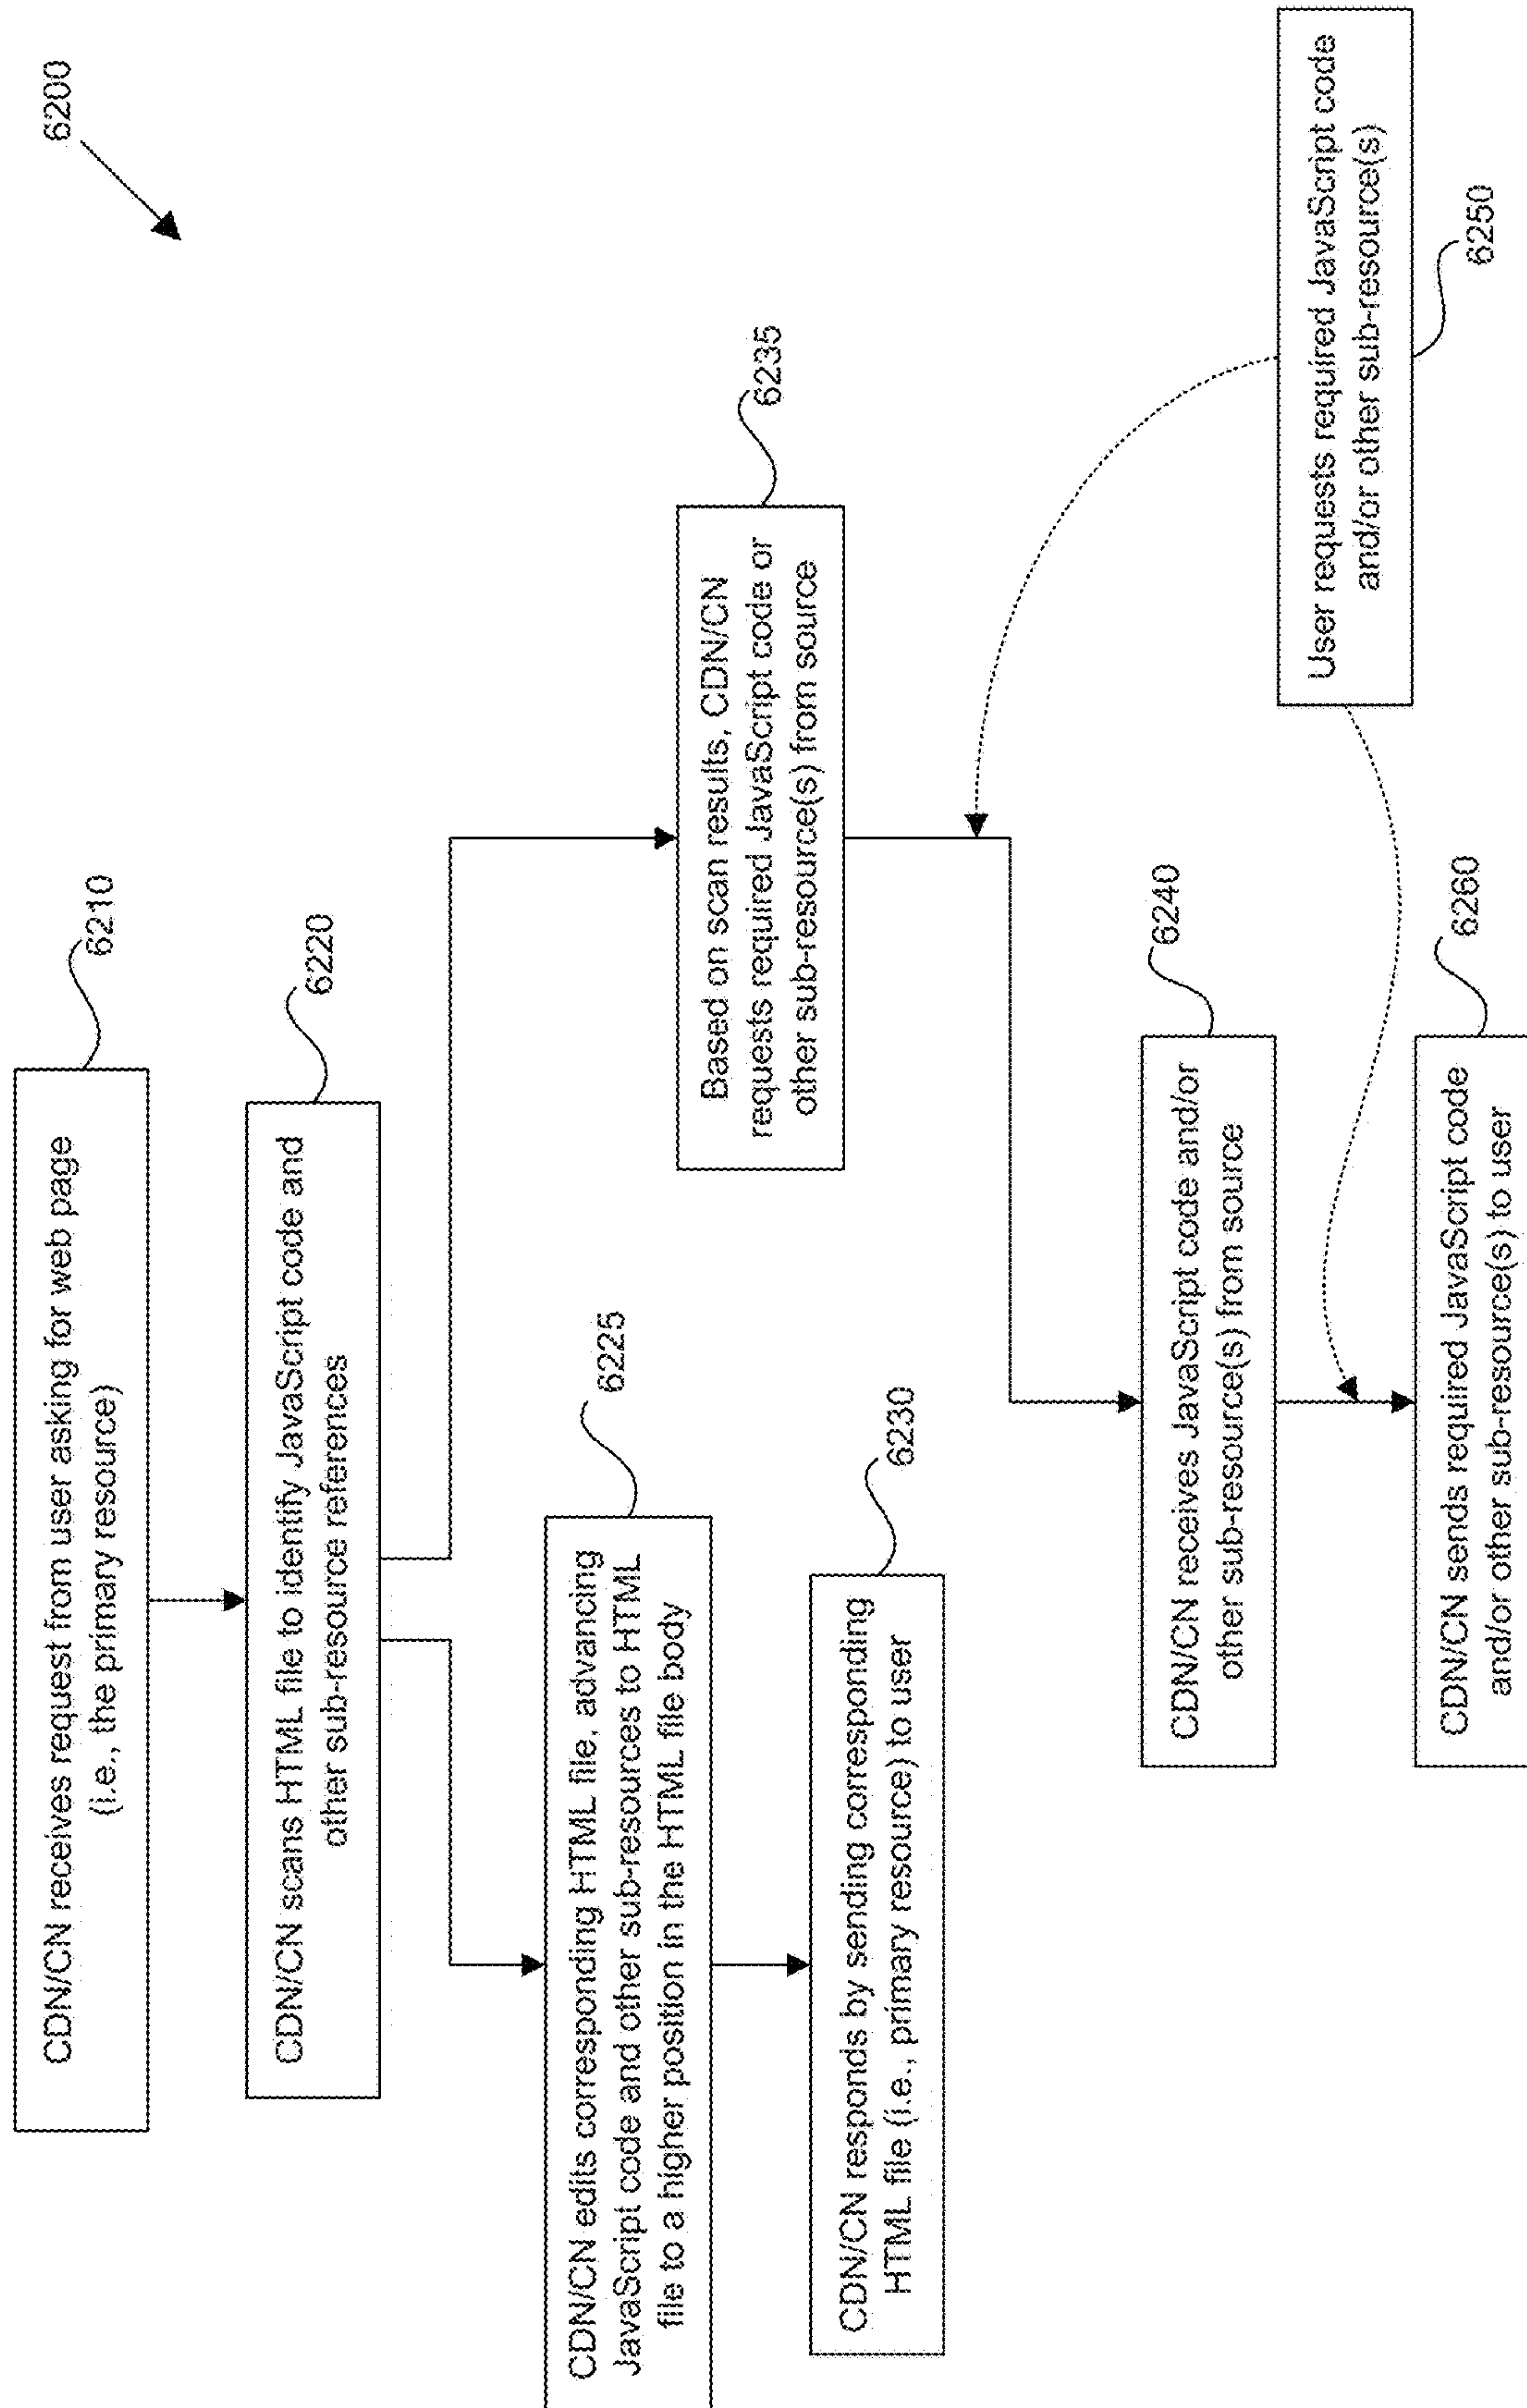 6200
CDN/CN receives request from user asking for web page
(i.e., the primary resource)
6210
CDN/CN scans HTML file to identify JavaScript code and
other sub-resource references
6220
CDN/CN edits corresponding HTML file, advancing
JavaScript code and other sub-resources to HTML
file to a higher position in the HTML file body
6225
CDN/CN responds by sending corresponding
HTML file (i.e., primary resource) to user
6230
Based on scan results, CDN/CN
requests required JavaScript code or
other sub-resource(s) from source
6235
CDN/CN receives JavaScript code and/or
other sub-resource(s) from source
6240
User requests required JavaScript code
and/or other sub-resource(s)
6250
CDN/CN sends required JavaScript code
and/or other sub-resource(s) to user
6260